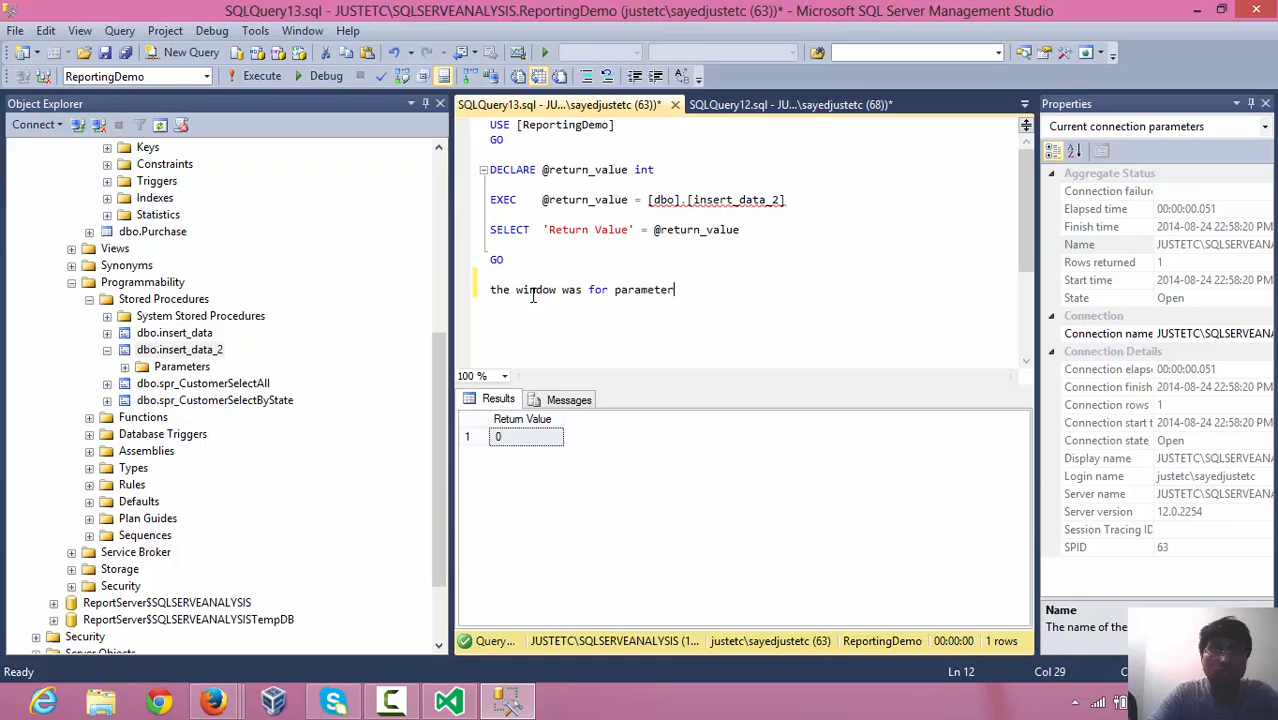 SQLQuery13.sql - JUSTETC\SQLSERVEANALYSIS.ReportingDemo (justetc\sayedjustetc (63))* - Microsoft SQL Server Management Studio
File Edit View Query Project Debug Tools Window Help
New Query
ReportingDemo Execute Debug
Object Explorer
Connect
Keys
Constraints
Triggers
Indexes
Statistics
dbo.Purchase
Views
Synonyms
Programmability
Stored Procedures
System Stored Procedures
dbo.insert_data
dbo.insert_data_2
Parameters
dbo.spr_CustomerSelectAll
dbo.spr_CustomerSelectByState
Functions
Database Triggers
Assemblies
Types
Rules
Defaults
Plan Guides
Sequences
Service Broker
Storage
Security
ReportServer$SQLSERVEANALYSIS
ReportServer$SQLSERVEANALYSISTempDB
Security
Server Objects
SQLQuery13.sql - JU...\sayedjustetc (63))* SQLQuery12.sql - JU...\sayedjustetc (68))*
USE [ReportingDemo]
GO
DECLARE @return_value int
EXEC @return_value = [dbo].[insert_data_2]
SELECT 'Return Value' = @return_value
GO
the window was for parameter
100 %
Results Messages
Return Value
1 0
Query... JUSTETC\SQLSERVEANALYSIS (1... justetc\sayedjustetc (63) ReportingDemo 00:00:00 1 rows
Properties
Current connection parameters
Aggregate Status
Connection failure
Elapsed time 00:00:00.051
Finish time 2014-08-24 22:58:20 PM
Name JUSTETC\SQLSERVEANALYS
Rows returned 1
Start time 2014-08-24 22:58:20 PM
State Open
Connection
Connection name JUSTETC\SQLSERVEAN
Connection Details
Connection elaps 00:00:00.051
Connection finish 2014-08-24 22:58:20 PM
Connection rows 1
Connection start t 2014-08-24 22:58:20 PM
Connection state Open
Display name JUSTETC\SQLSERVEANALYS
Login name justetc\sayedjustetc
Server name JUSTETC\SQLSERVEANALYS
Server version 12.0.2254
Session Tracing ID
SPID 63
Name
The name of the
Ready Ln 12 Col 29